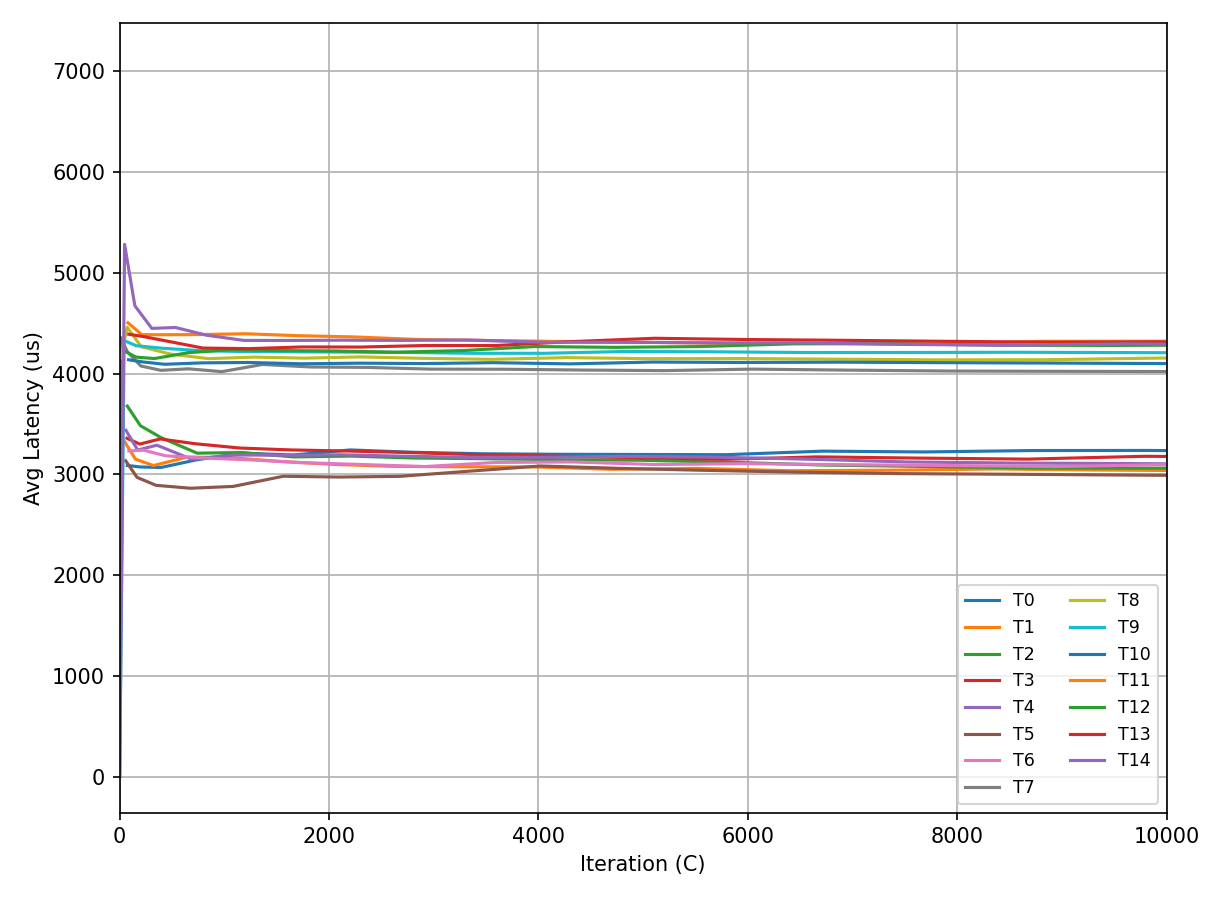 7000
6000
5000
4000
3000
2000
1000
0
Avg Latency (us)
0 2000 4000 6000 8000 10000
Iteration (C)
T0 T8
T1 T9
T2 T10
T3 T11
T4 T12
T5 T13
T6 T14
T7